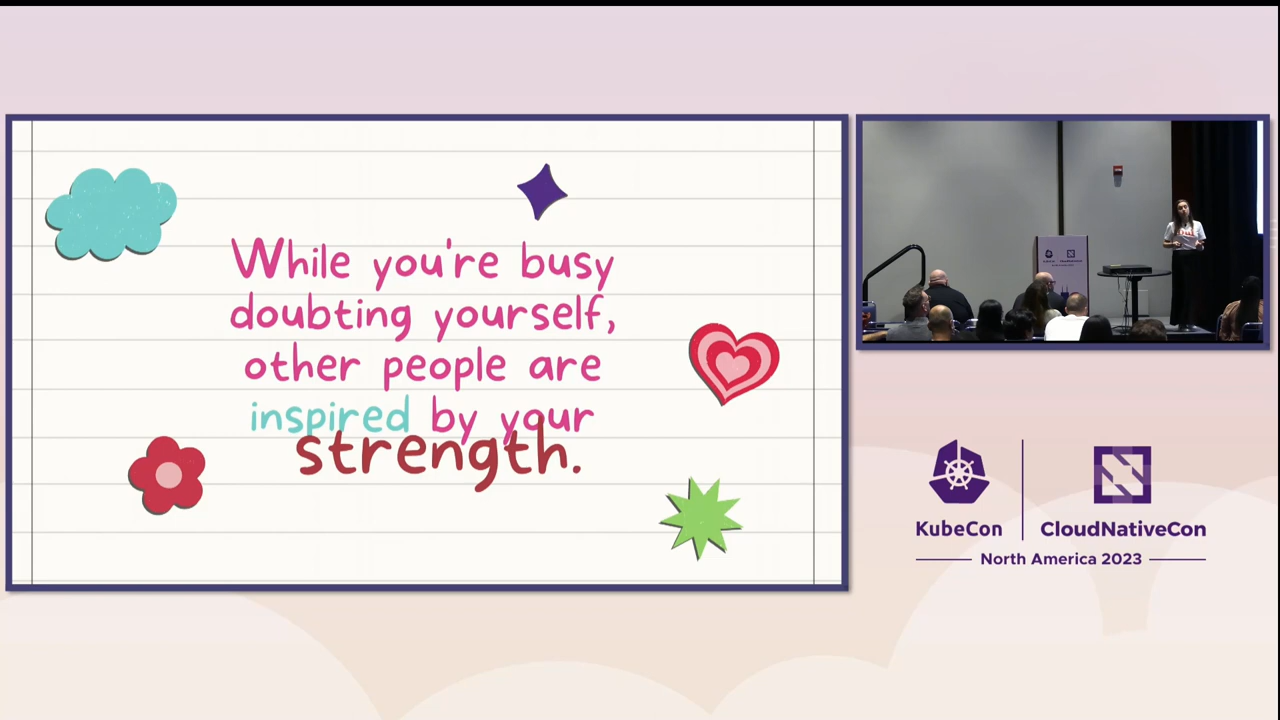 While you're busy
doubting yourself,
other people are
inspired by your
strength.
KubeCon
CloudNativeCon
North America 2023